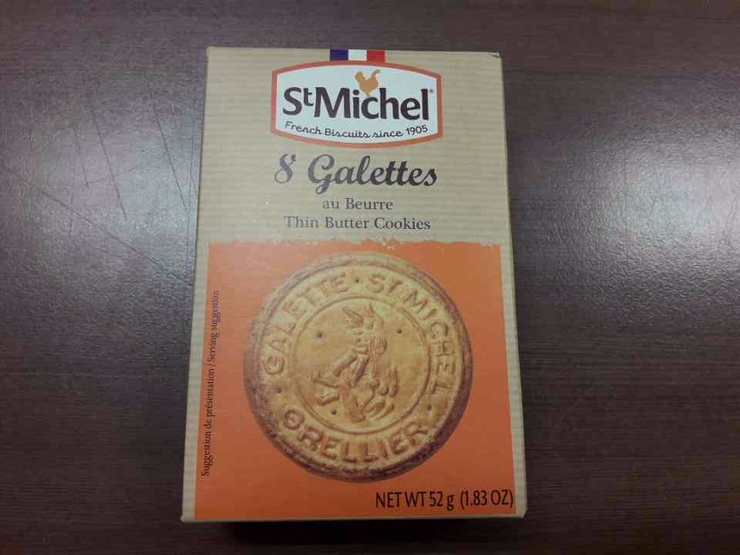 StMichel
French Biscuits since 1905
8 Galettes
au Beurre
Thin Butter Cookies
GALETTE · ST MICHEL ·
GRELLIER
Suggestion de présentation / Serving suggestion
NET WT 52 g (1.83 OZ)